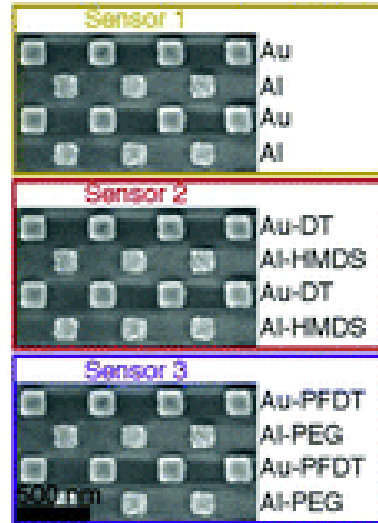 Sensor 1
Au
Al
Au
Al
Sensor 2
Au-DT
Al-HMDS
Au-DT
Al-HMDS
Sensor 3
Au-PFDT
Al-PEG
Au-PFDT
500 nm
Al-PEG